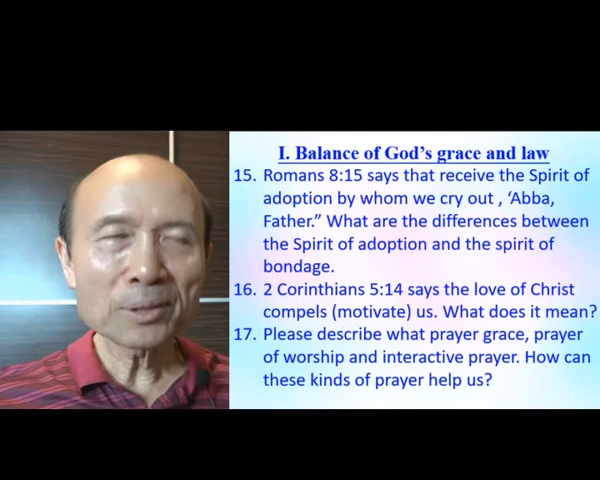 I. Balance of God's grace and law
15. Romans 8:15 says that receive the Spirit of
adoption by whom we cry out , ‘Abba,
Father.” What are the differences between
the Spirit of adoption and the spirit of
bondage.
16. 2 Corinthians 5:14 says the love of Christ
compels (motivate) us. What does it mean?
17. Please describe what prayer grace, prayer
of worship and interactive prayer. How can
these kinds of prayer help us?